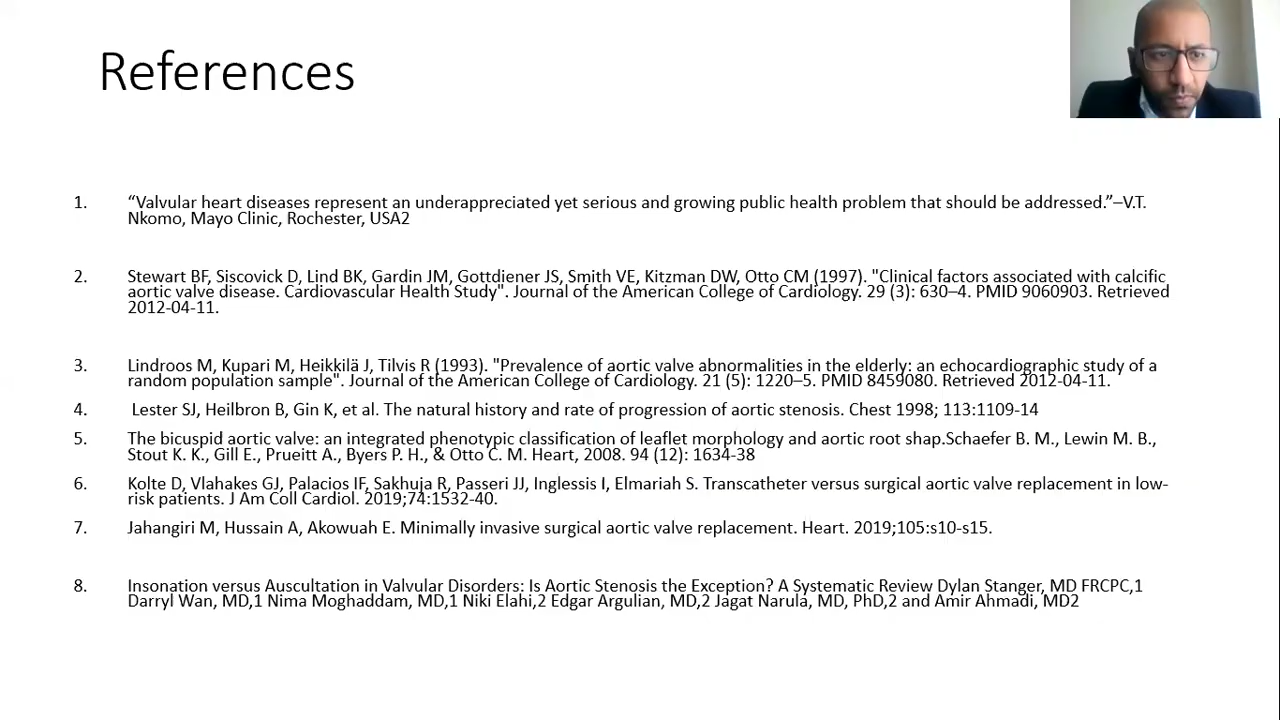 References
1. “Valvular heart diseases represent an underappreciated yet serious and growing public health problem that should be addressed.”–V.T.
Nkomo, Mayo Clinic, Rochester, USA2
2. Stewart BF, Siscovick D, Lind BK, Gardin JM, Gottdiener JS, Smith VE, Kitzman DW, Otto CM (1997). "Clinical factors associated with calcific
aortic valve disease. Cardiovascular Health Study". Journal of the American College of Cardiology. 29 (3): 630–4. PMID 9060903. Retrieved
2012-04-11.
3. Lindroos M, Kupari M, Heikkilä J, Tilvis R (1993). "Prevalence of aortic valve abnormalities in the elderly: an echocardiographic study of a
random population sample". Journal of the American College of Cardiology. 21 (5): 1220–5. PMID 8459080. Retrieved 2012-04-11.
4. Lester SJ, Heilbron B, Gin K, et al. The natural history and rate of progression of aortic stenosis. Chest 1998; 113:1109-14
5. The bicuspid aortic valve: an integrated phenotypic classification of leaflet morphology and aortic root shap.Schaefer B. M., Lewin M. B.,
Stout K. K., Gill E., Prueitt A., Byers P. H., & Otto C. M. Heart, 2008. 94 (12): 1634-38
6. Kolte D, Vlahakes GJ, Palacios IF, Sakhuja R, Passeri JJ, Inglessis I, Elmariah S. Transcatheter versus surgical aortic valve replacement in low-
risk patients. J Am Coll Cardiol. 2019;74:1532-40.
7. Jahangiri M, Hussain A, Akowuah E. Minimally invasive surgical aortic valve replacement. Heart. 2019;105:s10-s15.
8. Insonation versus Auscultation in Valvular Disorders: Is Aortic Stenosis the Exception? A Systematic Review Dylan Stanger, MD FRCPC,1
Darryl Wan, MD,1 Nima Moghaddam, MD,1 Niki Elahi,2 Edgar Argulian, MD,2 Jagat Narula, MD, PhD,2 and Amir Ahmadi, MD2